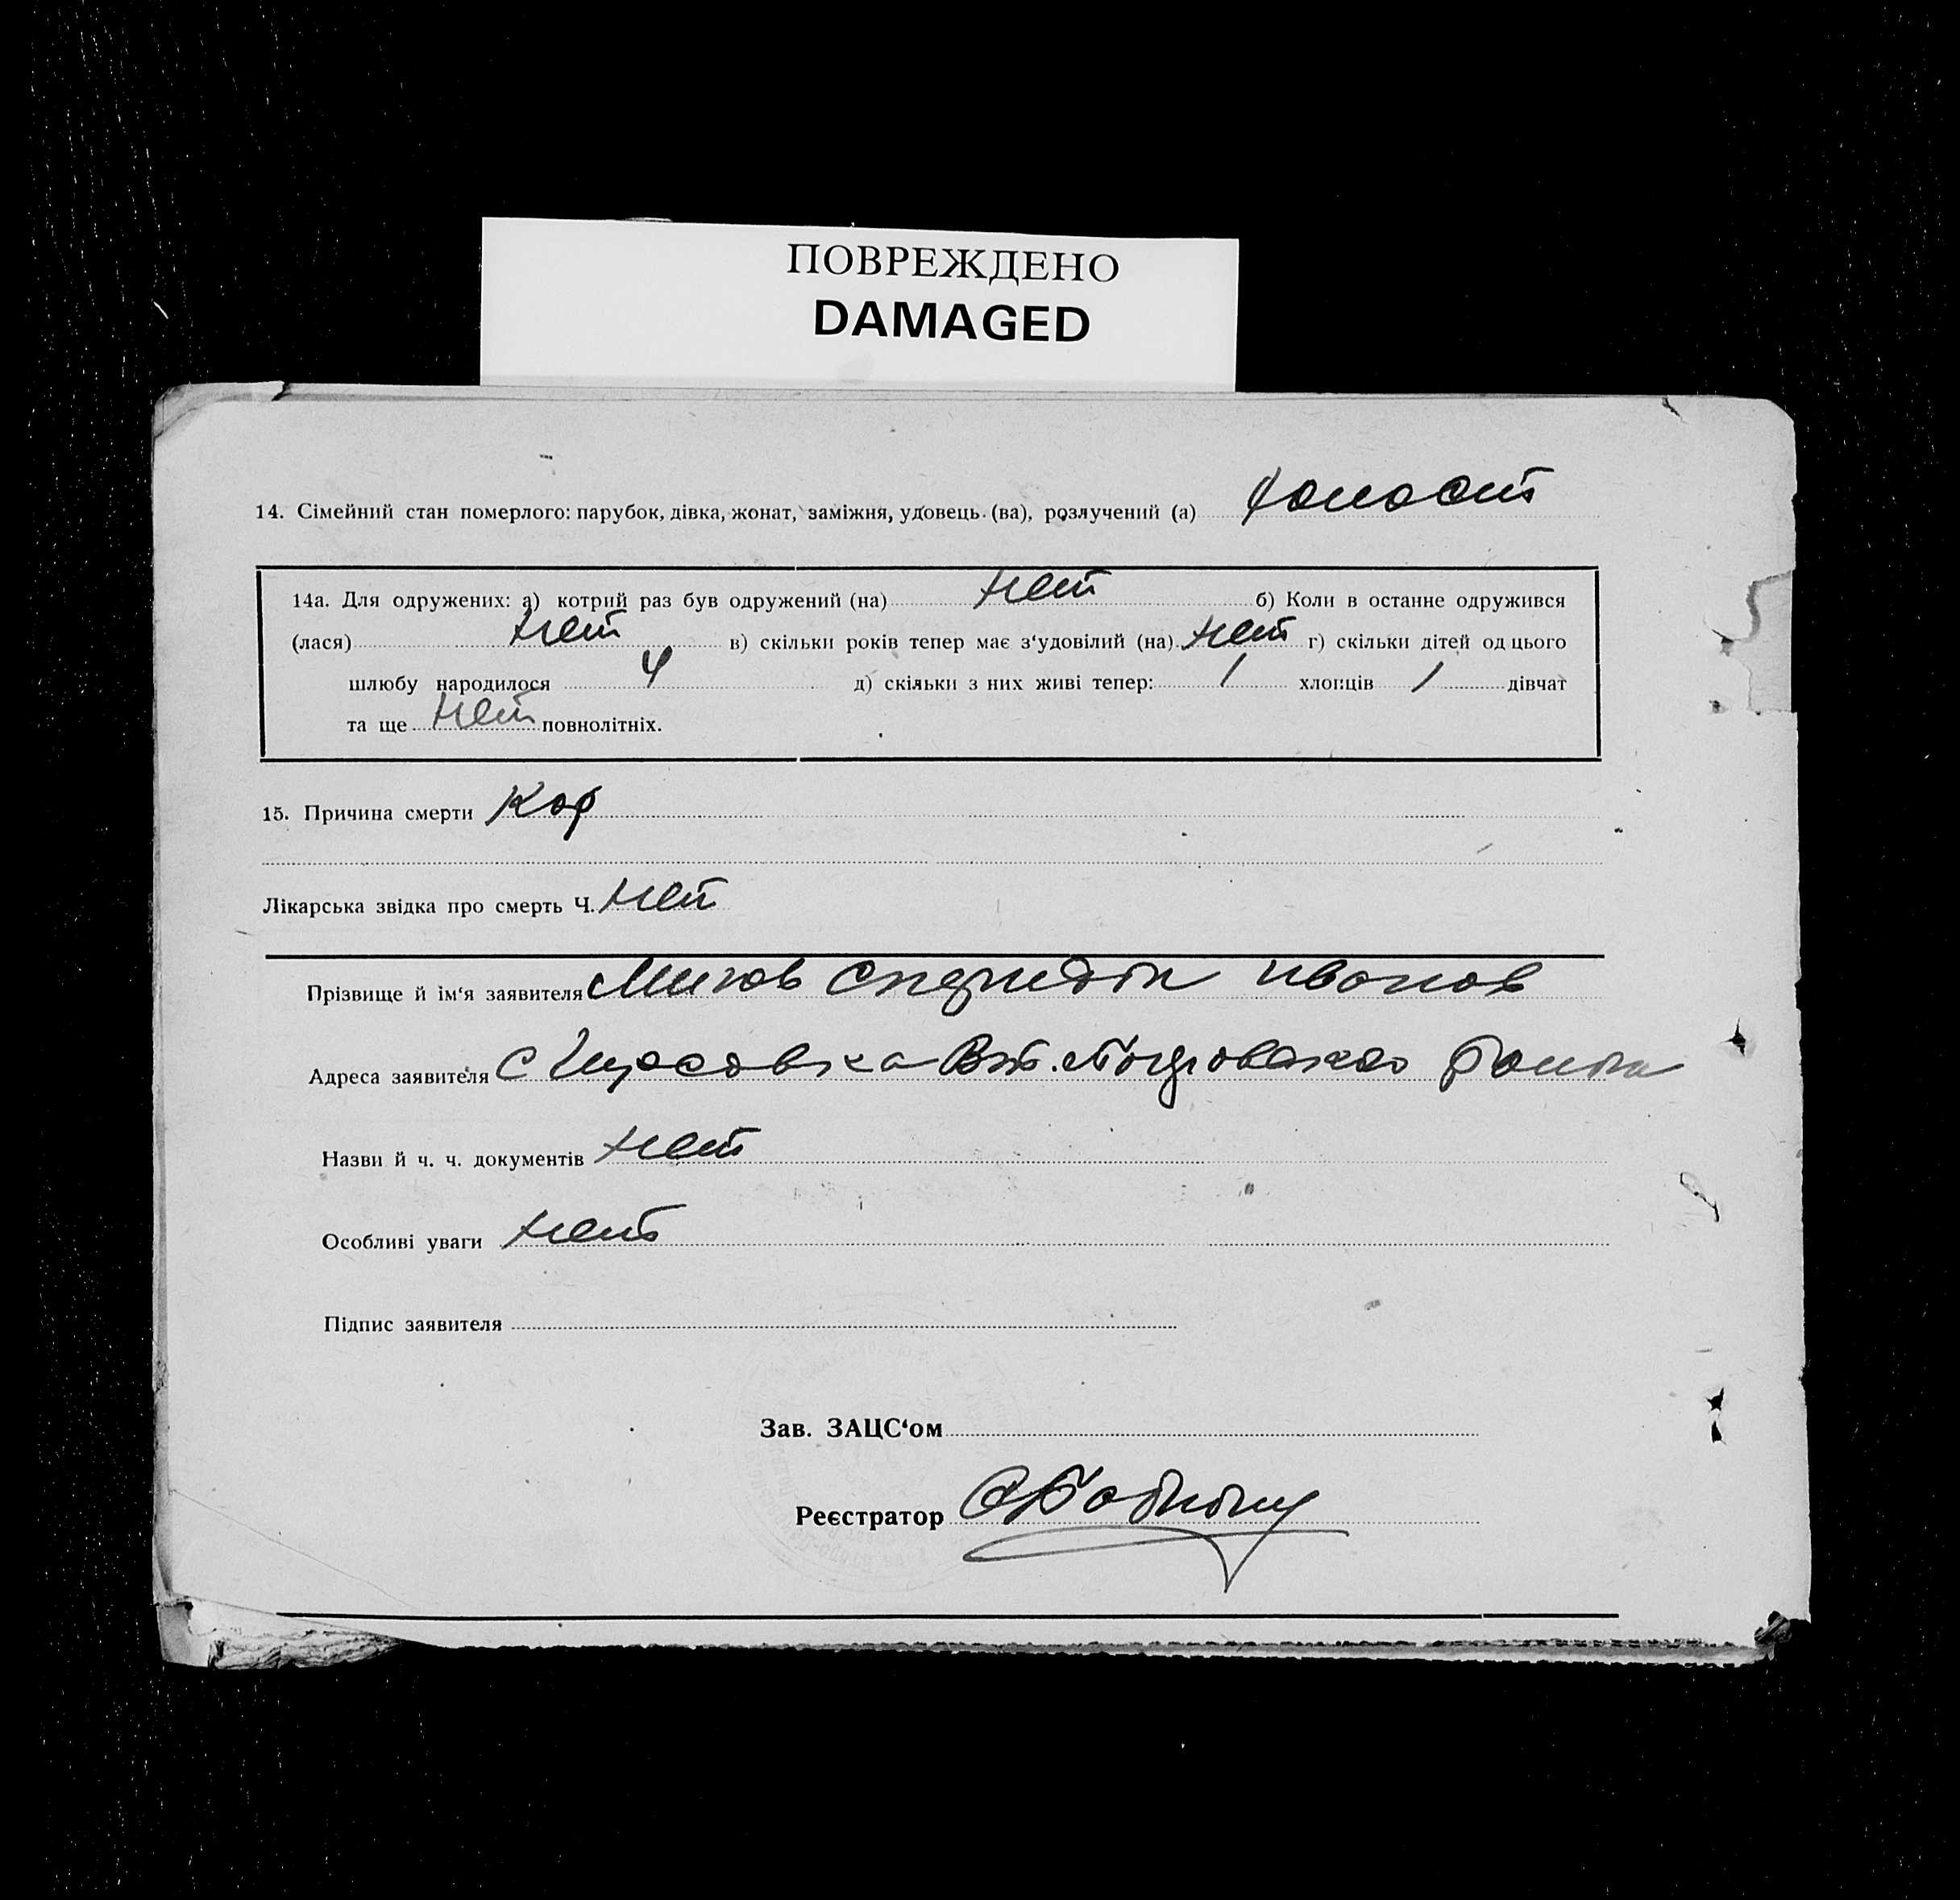 ПОВРЕЖДЕНО
DAMAGED
14. Сімейний стан померлого: парубок, дівка, жонат, заміжня, удовець (ва), розлучений (а)
14а. Для одружених: а) котрий раз був одружений (на) нет б) Коли в останне одружився
(лася) нет в) скільки років тепер має з'удовілий (на) нет г) скільки дітей од цього
шлюбу народилося 4 д) скільки з них живі тепер: 1 хлопців 1 дівчат
та ще нет повнолітніх.
15. Причина смерти Кор
Лікарська звідка про смерть Ч. нет
Прізвище й ім'я заявителя Иванов
Адреса заявителя с района
Назви й ч. ч. документів нет
Особливі уваги нет
Підпис заявителя
Зав. ЗАЦС'ом
Реєстратор